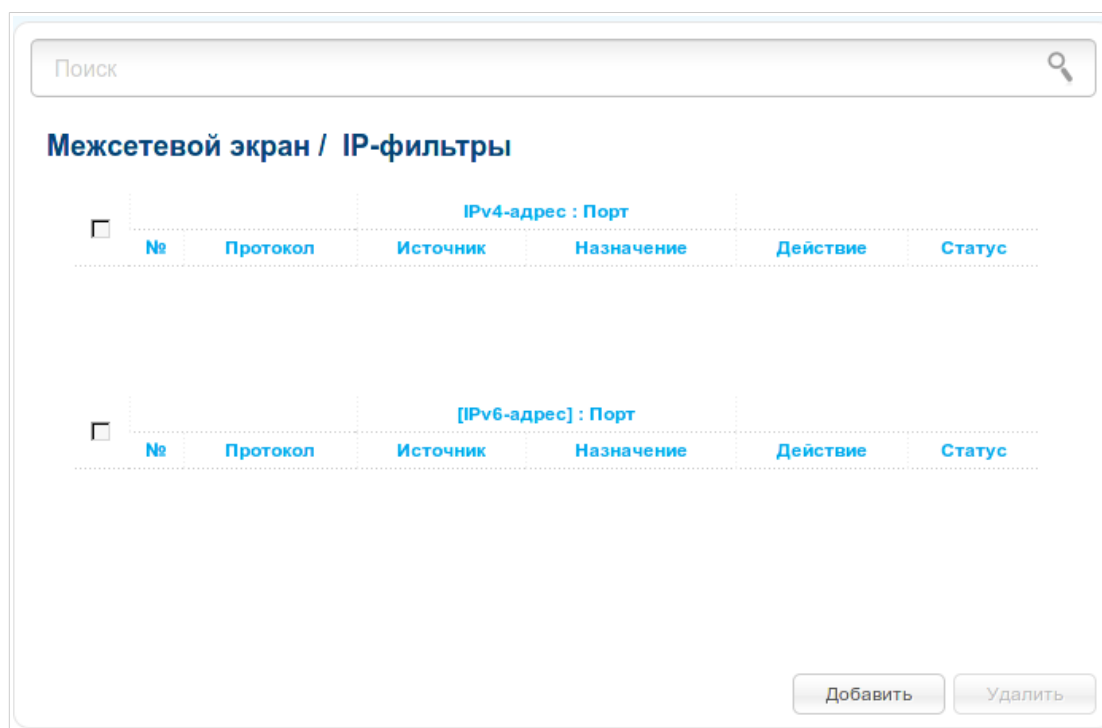 Поиск
Межсетевой экран / IP-фильтры
IPv4-адрес : Порт
№ Протокол Источник Назначение Действие Статус
[IPv6-адрес] : Порт
№ Протокол Источник Назначение Действие Статус
Добавить Удалить